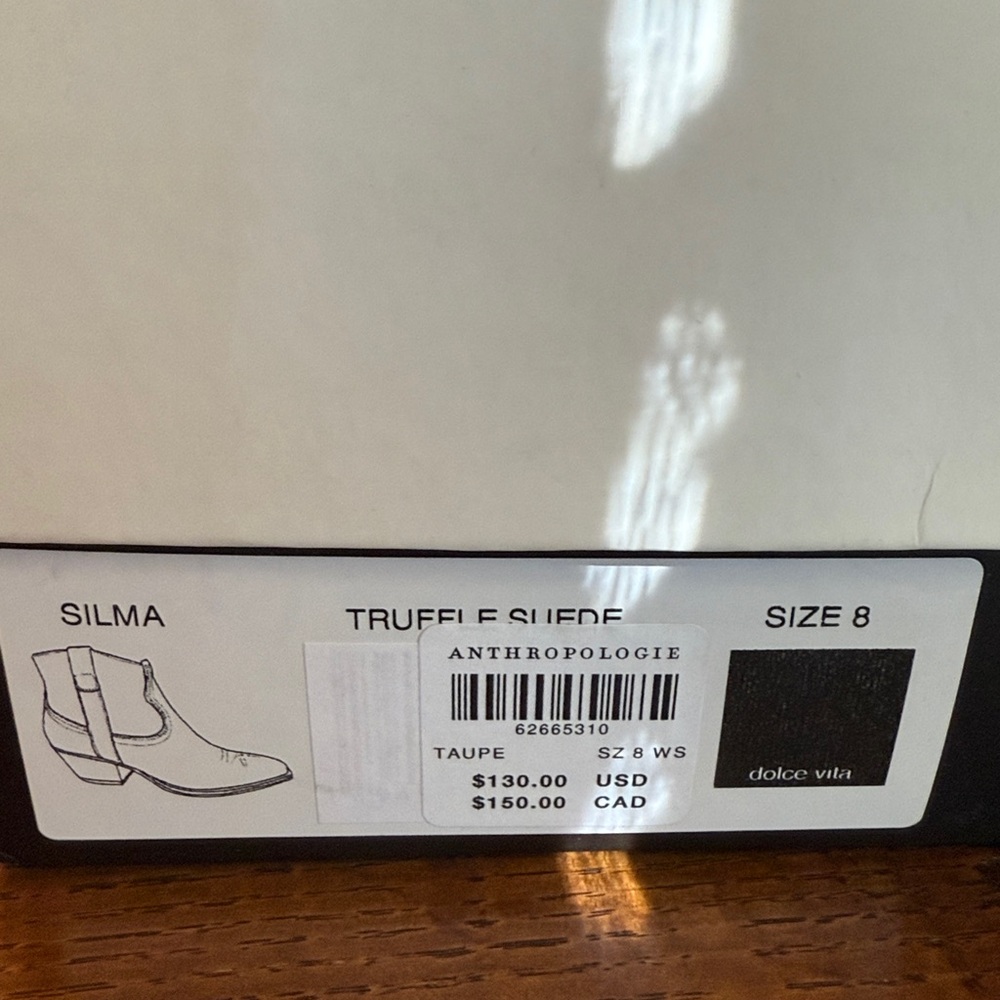 SILMA
TRUFFLE SUEDE
SIZE 8
ANTHROPOLOGIE
62665310
TAUPE SZ 8 WS
$130.00 USD
$150.00 CAD
dolce vita